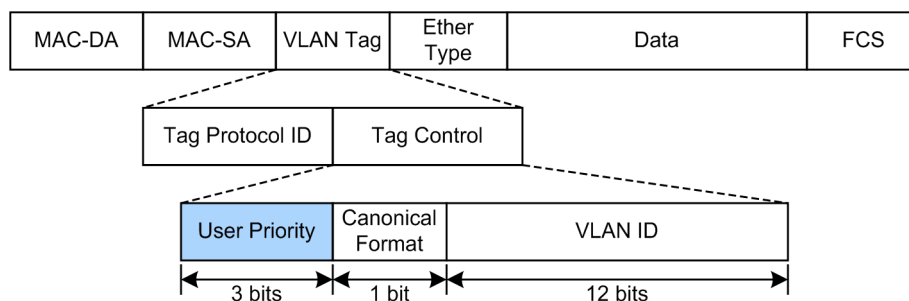 MAC-DA
MAC-SA
VLAN Tag
Ether
Type
Data
FCS
Tag Protocol ID
Tag Control
User Priority
Canonical
Format
VLAN ID
3 bits
1 bit
12 bits